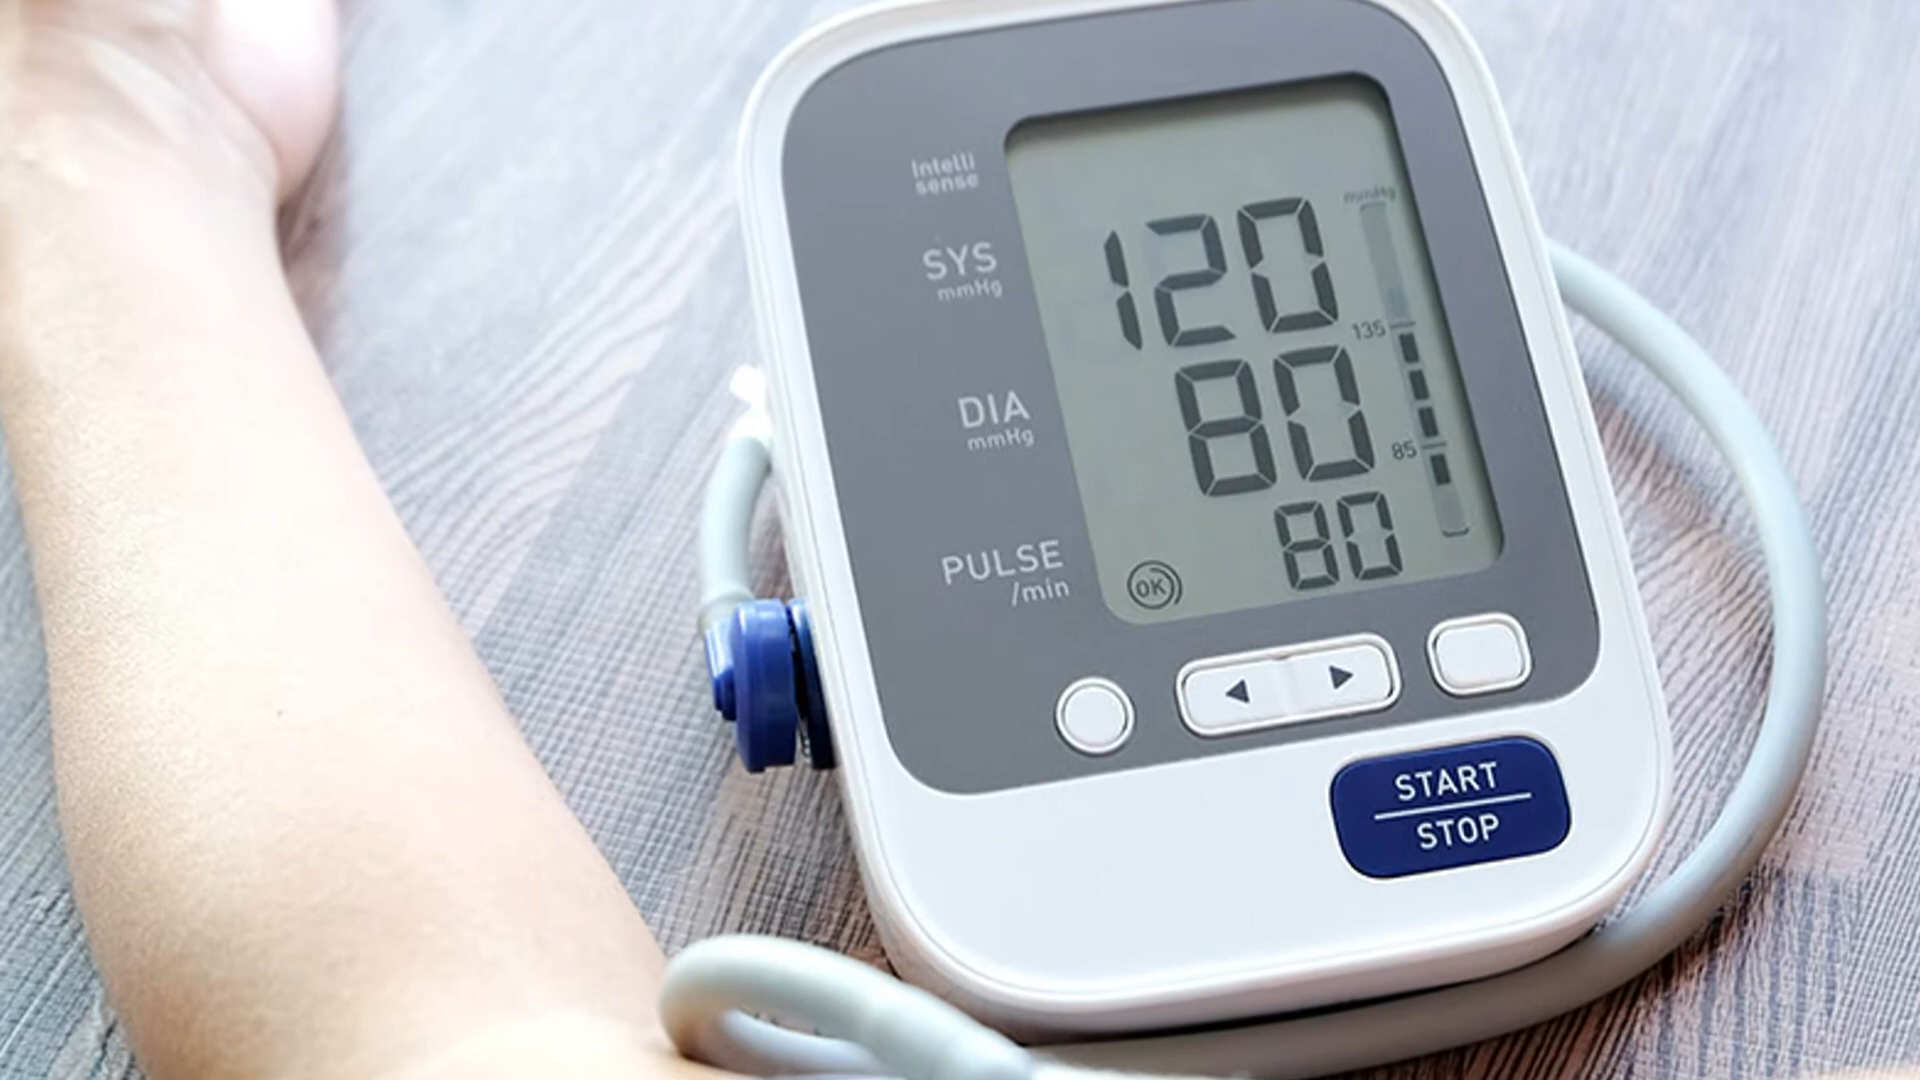 Intelli
sense
mmHg
SYS
mmHg
120
135
DIA
mmHg
80
85
PULSE
/min
80
OK
START
STOP